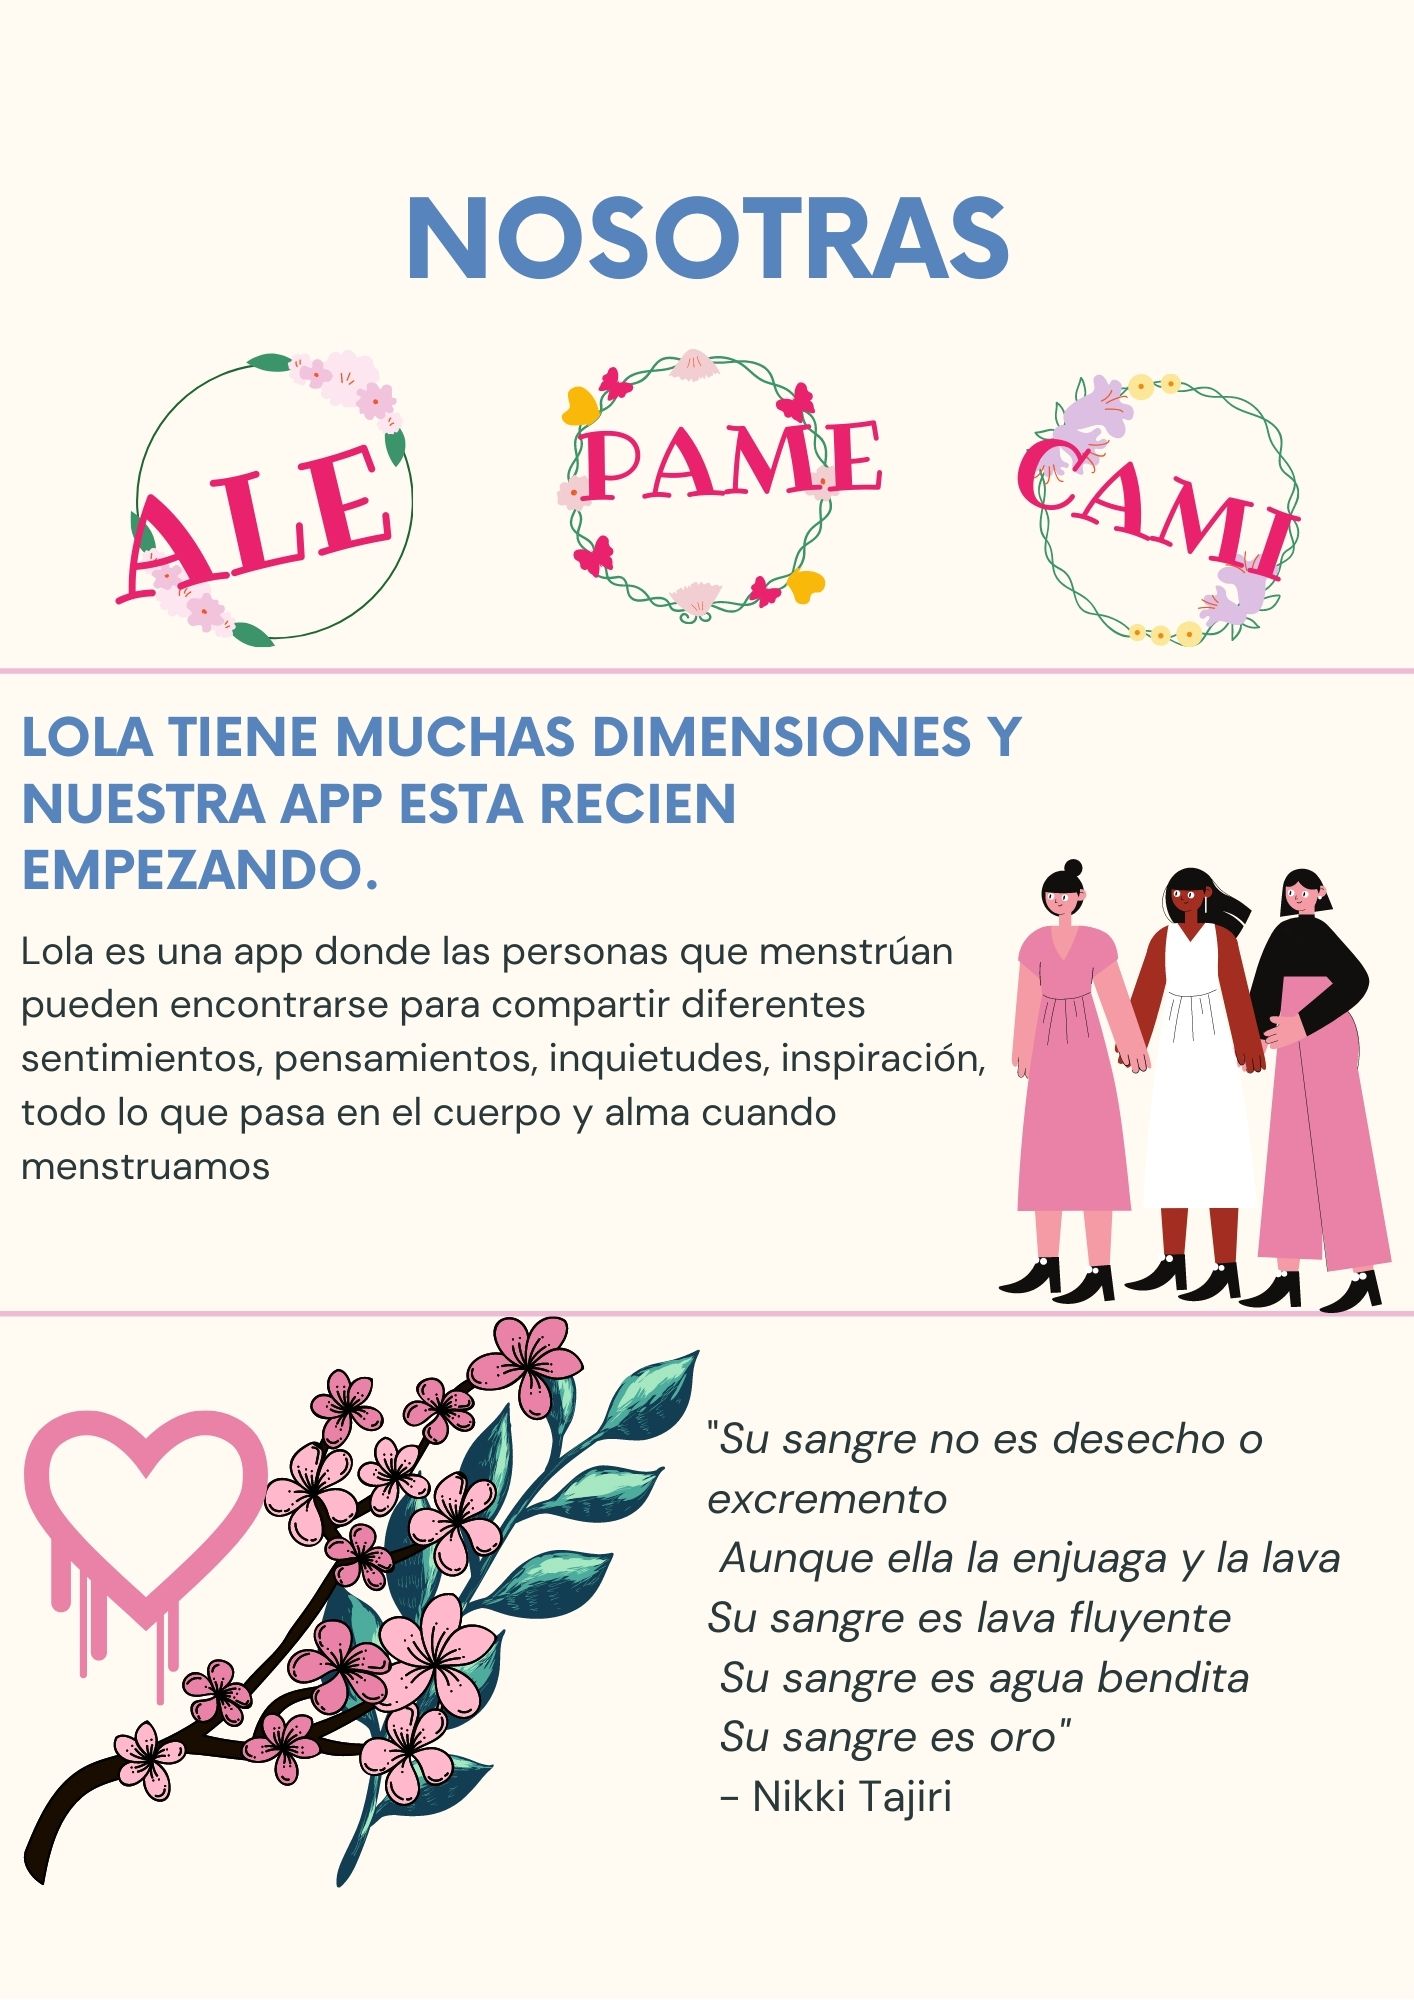 NOSOTRAS
ALE
PAME
CAMI
LOLA TIENE MUCHAS DIMENSIONES Y
NUESTRA APP ESTA RECIEN
EMPEZANDO.
Lola es una app donde las personas que menstrúan
pueden encontrarse para compartir diferentes
sentimientos, pensamientos, inquietudes, inspiración,
todo lo que pasa en el cuerpo y alma cuando
menstruamos
"Su sangre no es desecho o
excremento
Aunque ella la enjuaga y la lava
Su sangre es lava fluyente
Su sangre es agua bendita
Su sangre es oro"
- Nikki Tajiri